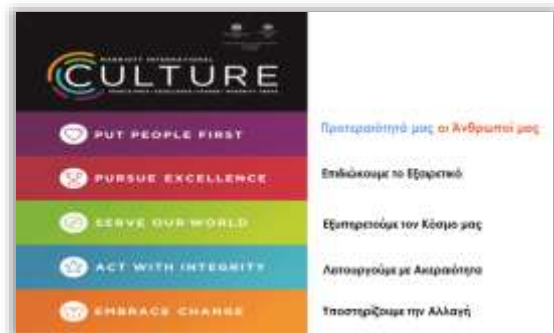 MARRIOTT INTERNATIONAL
CULTURE
PUT PEOPLE FIRST
Προτεραιότητά μας οι Άνθρωποί μας
PURSUE EXCELLENCE
Επιδιώκουμε το Εξαιρετικό
SERVE OUR WORLD
Εξυπηρετούμε τον Κόσμο μας
ACT WITH INTEGRITY
Λειτουργούμε με Ακεραιότητα
EMBRACE CHANGE
Υποστηρίζουμε την Αλλαγή